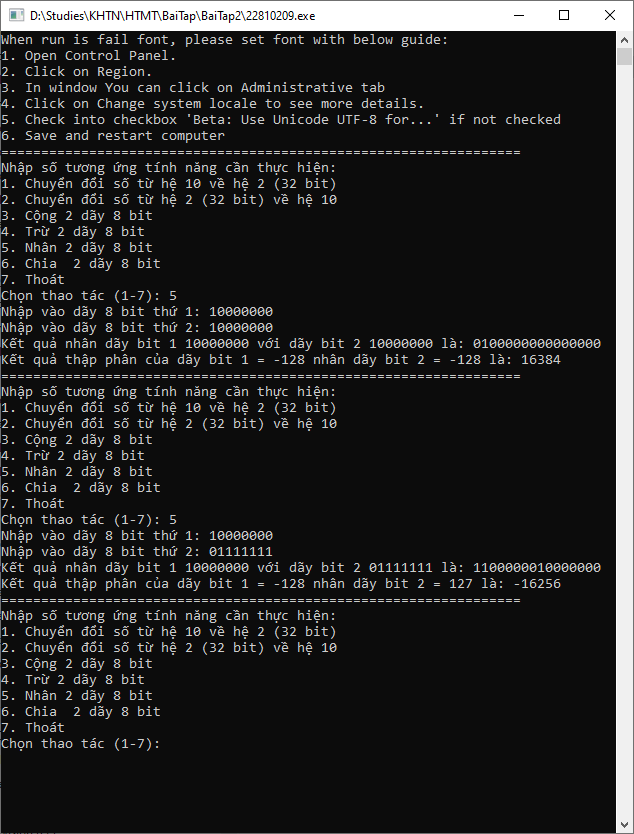 D:\Studies\KHTN\HTMT\BaiTap\BaiTap2\22810209.exe
When run is fail font, please set font with below guide:
1. Open Control Panel.
2. Click on Region.
3. In window You can click on Administrative tab
4. Click on Change system locale to see more details.
5. Check into checkbox 'Beta: Use Unicode UTF-8 for...' if not checked
6. Save and restart computer
=================================================================
Nhập số tương ứng tính năng cần thực hiện:
1. Chuyển đổi số từ hệ 10 về hệ 2 (32 bit)
2. Chuyển đổi số từ hệ 2 (32 bit) về hệ 10
3. Cộng 2 dãy 8 bit
4. Trừ 2 dãy 8 bit
5. Nhân 2 dãy 8 bit
6. Chia  2 dãy 8 bit
7. Thoát
Chọn thao tác (1-7): 5
Nhập vào dãy 8 bit thứ 1: 10000000
Nhập vào dãy 8 bit thứ 2: 10000000
Kết quả nhân dãy bit 1 10000000 với dãy bit 2 10000000 là: 0100000000000000
Kết quả thập phân của dãy bit 1 = -128 nhân dãy bit 2 = -128 là: 16384
=================================================================
Nhập số tương ứng tính năng cần thực hiện:
1. Chuyển đổi số từ hệ 10 về hệ 2 (32 bit)
2. Chuyển đổi số từ hệ 2 (32 bit) về hệ 10
3. Cộng 2 dãy 8 bit
4. Trừ 2 dãy 8 bit
5. Nhân 2 dãy 8 bit
6. Chia  2 dãy 8 bit
7. Thoát
Chọn thao tác (1-7): 5
Nhập vào dãy 8 bit thứ 1: 10000000
Nhập vào dãy 8 bit thứ 2: 01111111
Kết quả nhân dãy bit 1 10000000 với dãy bit 2 01111111 là: 1100000010000000
Kết quả thập phân của dãy bit 1 = -128 nhân dãy bit 2 = 127 là: -16256
=================================================================
Nhập số tương ứng tính năng cần thực hiện:
1. Chuyển đổi số từ hệ 10 về hệ 2 (32 bit)
2. Chuyển đổi số từ hệ 2 (32 bit) về hệ 10
3. Cộng 2 dãy 8 bit
4. Trừ 2 dãy 8 bit
5. Nhân 2 dãy 8 bit
6. Chia  2 dãy 8 bit
7. Thoát
Chọn thao tác (1-7):